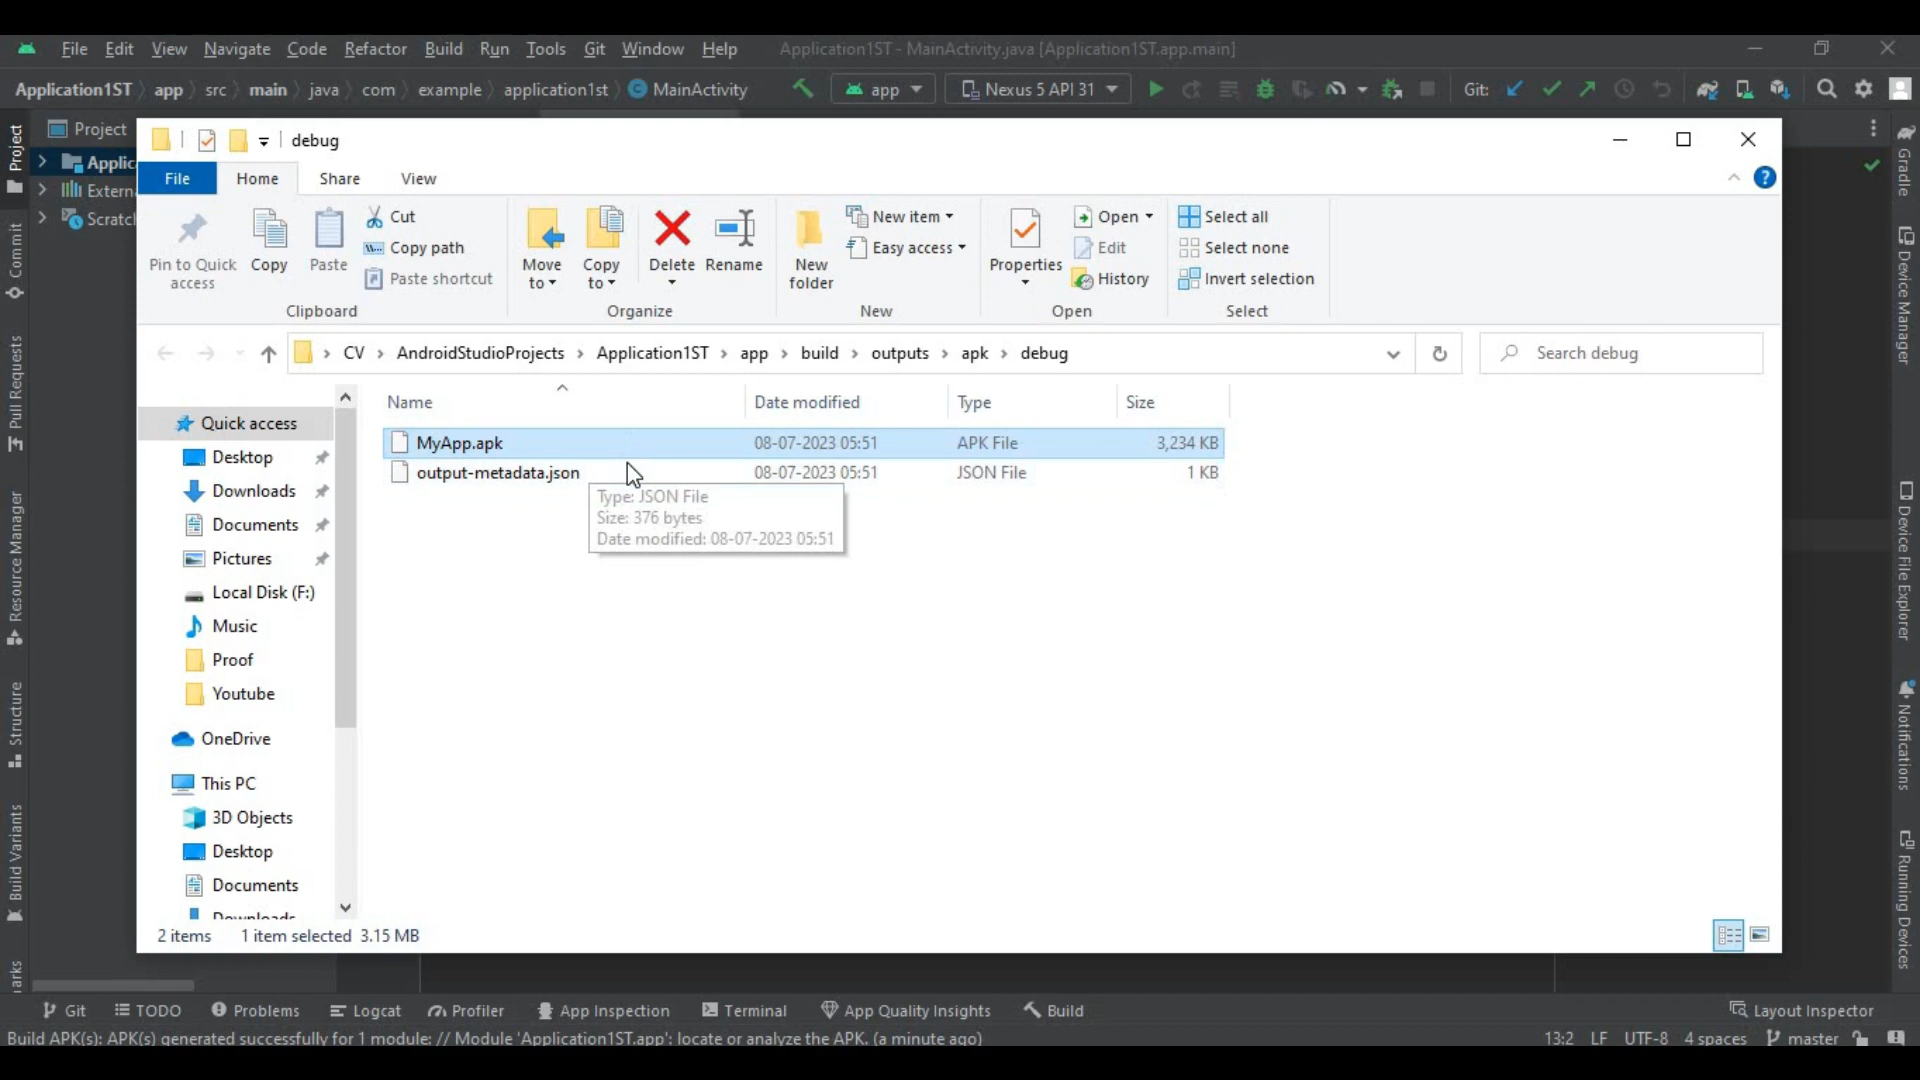 File Edit View Navigate Code Refactor Build Run Tools Git Window Help Application1ST - MainActivity.java [Application1ST.app.main]
Application1ST app src main java com example application1st MainActivity app Nexus 5 API 31 Git:
Project
debug
File Home Share View
Pin to Quick access
Copy
Paste
Cut
Copy path
Paste shortcut
Clipboard
Move to
Copy to
Delete
Rename
Organize
New folder
New item
Easy access
New
Properties
Open
Edit
History
Open
Select all
Select none
Invert selection
Select
CV AndroidStudioProjects Application1ST app build outputs apk debug
Search debug
Name Date modified Type Size
MyApp.apk 08-07-2023 05:51 APK File 3,234 KB
output-metadata.json 08-07-2023 05:51 JSON File 1 KB
Type: JSON File
Size: 376 bytes
Date modified: 08-07-2023 05:51
Quick access
Desktop
Downloads
Documents
Pictures
Local Disk (F:)
Music
Proof
Youtube
OneDrive
This PC
3D Objects
Desktop
Documents
Downloads
2 items 1 item selected 3.15 MB
Project
Commit
Pull Requests
Resource Manager
Structure
Build Variants
Gradle
Device Manager
Device File Explorer
Notifications
Running Devices
Git TODO Problems Logcat Profiler App Inspection Terminal App Quality Insights Build Layout Inspector
Build APK(s): APK(s) generated successfully for 1 module: // Module 'Application1ST.app': locate or analyze the APK. (a minute ago) 13:2 LF UTF-8 4 spaces master